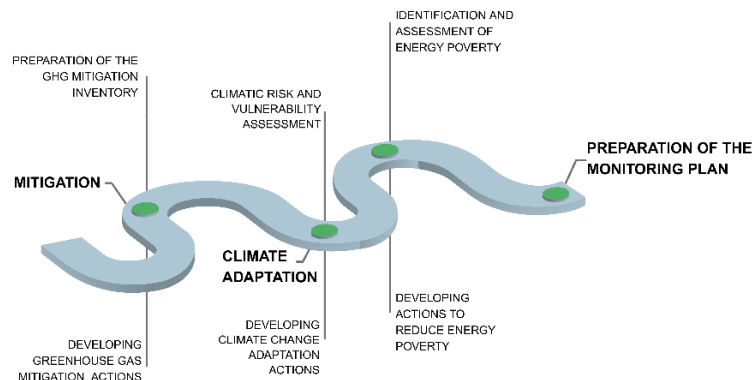 PREPARATION OF THE
GHG MITIGATION
INVENTORY
MITIGATION
DEVELOPING
GREENHOUSE GAS
MITIGATION ACTIONS
CLIMATIC RISK AND
VULNERABILITY
ASSESSMENT
CLIMATE
ADAPTATION
DEVELOPING
CLIMATE CHANGE
ADAPTATION
ACTIONS
IDENTIFICATION AND
ASSESSMENT OF
ENERGY POVERTY
DEVELOPING
ACTIONS TO
REDUCE ENERGY
POVERTY
PREPARATION OF THE
MONITORING PLAN